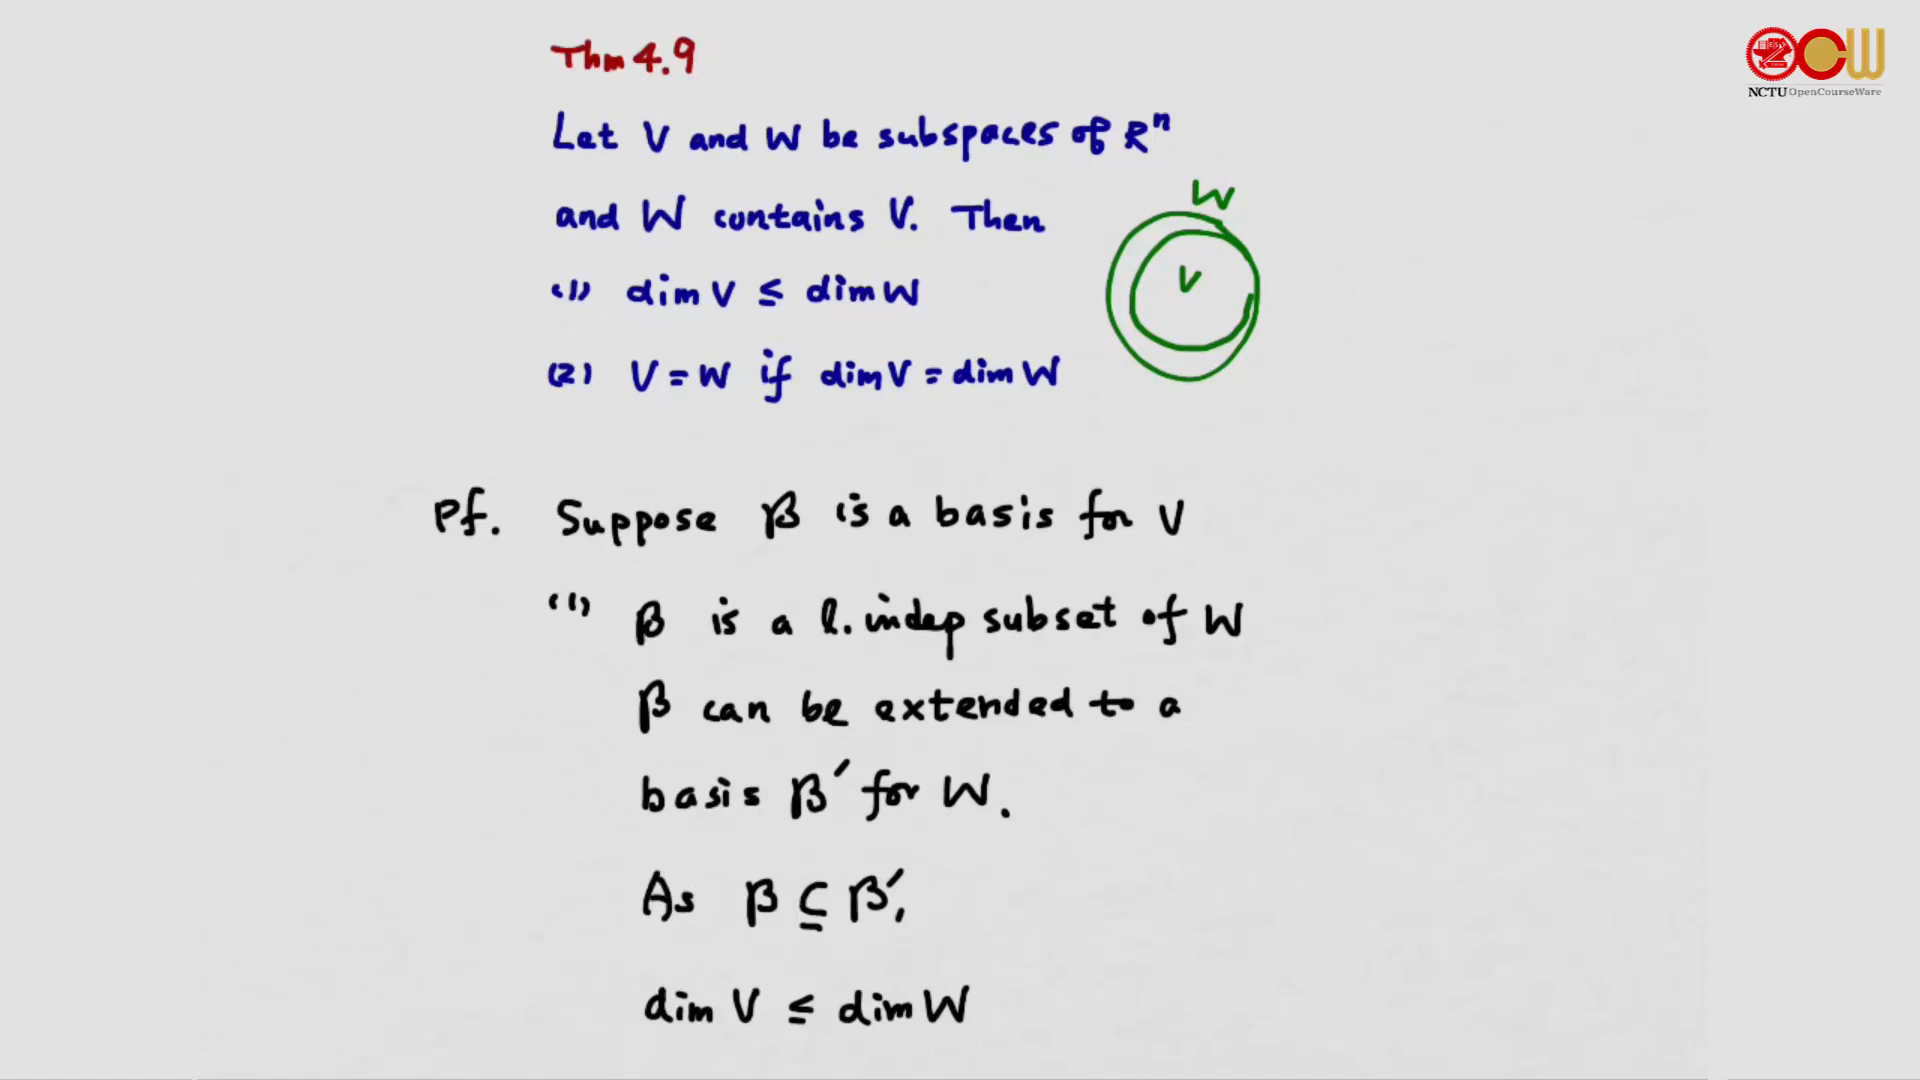 Thm 4.9
Let V and W be subspaces of Rⁿ
and W contains V. Then
(1) dim V ≤ dim W
(2) V = W if dim V = dim W
W
V
Pf. Suppose β is a basis for V
(1) β is a l. indep subset of W
β can be extended to a
basis β′ for W.
As β ⊆ β′,
dim V ≤ dim W
OCW
NCTU OpenCourseWare